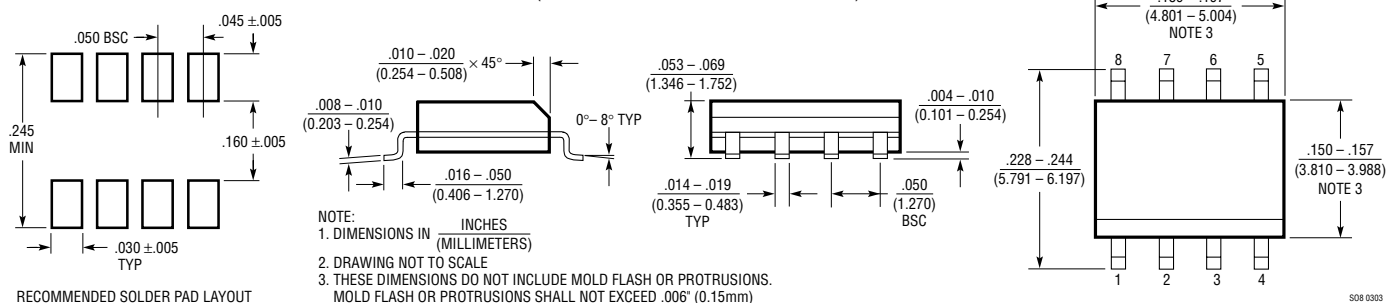 .050 BSC
.045 ±.005
.245
MIN
.160 ±.005
.030 ±.005
TYP
RECOMMENDED SOLDER PAD LAYOUT
.010 – .020
(0.254 – 0.508)
× 45°
.008 – .010
(0.203 – 0.254)
0°– 8° TYP
.016 – .050
(0.406 – 1.270)
.053 – .069
(1.346 – 1.752)
.004 – .010
(0.101 – 0.254)
.014 – .019
(0.355 – 0.483)
TYP
.050
(1.270)
BSC
NOTE:
1. DIMENSIONS IN
INCHES
(MILLIMETERS)
2. DRAWING NOT TO SCALE
3. THESE DIMENSIONS DO NOT INCLUDE MOLD FLASH OR PROTRUSIONS.
MOLD FLASH OR PROTRUSIONS SHALL NOT EXCEED .006" (0.15mm)
(4.801 – 5.004)
NOTE 3
8 7 6 5
.228 – .244
(5.791 – 6.197)
.150 – .157
(3.810 – 3.988)
NOTE 3
1 2 3 4
SO8 0303